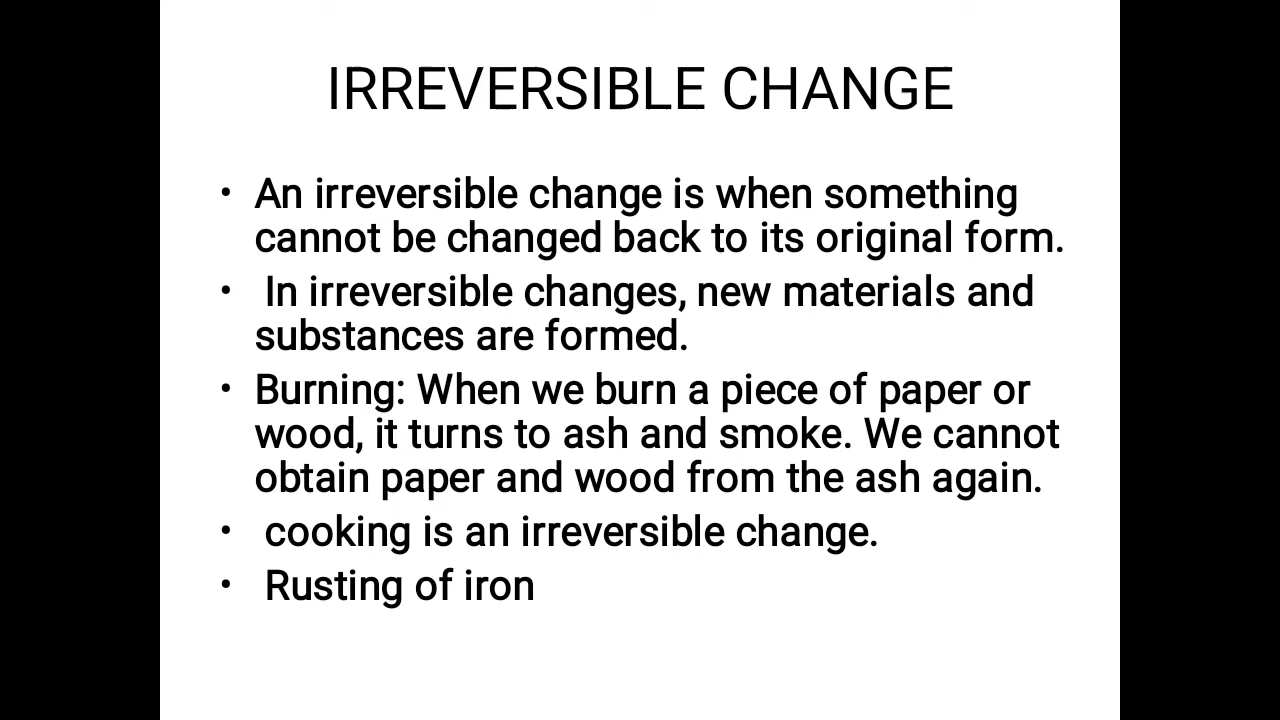 IRREVERSIBLE CHANGE
• An irreversible change is when something
cannot be changed back to its original form.
• In irreversible changes, new materials and
substances are formed.
• Burning: When we burn a piece of paper or
wood, it turns to ash and smoke. We cannot
obtain paper and wood from the ash again.
• cooking is an irreversible change.
• Rusting of iron